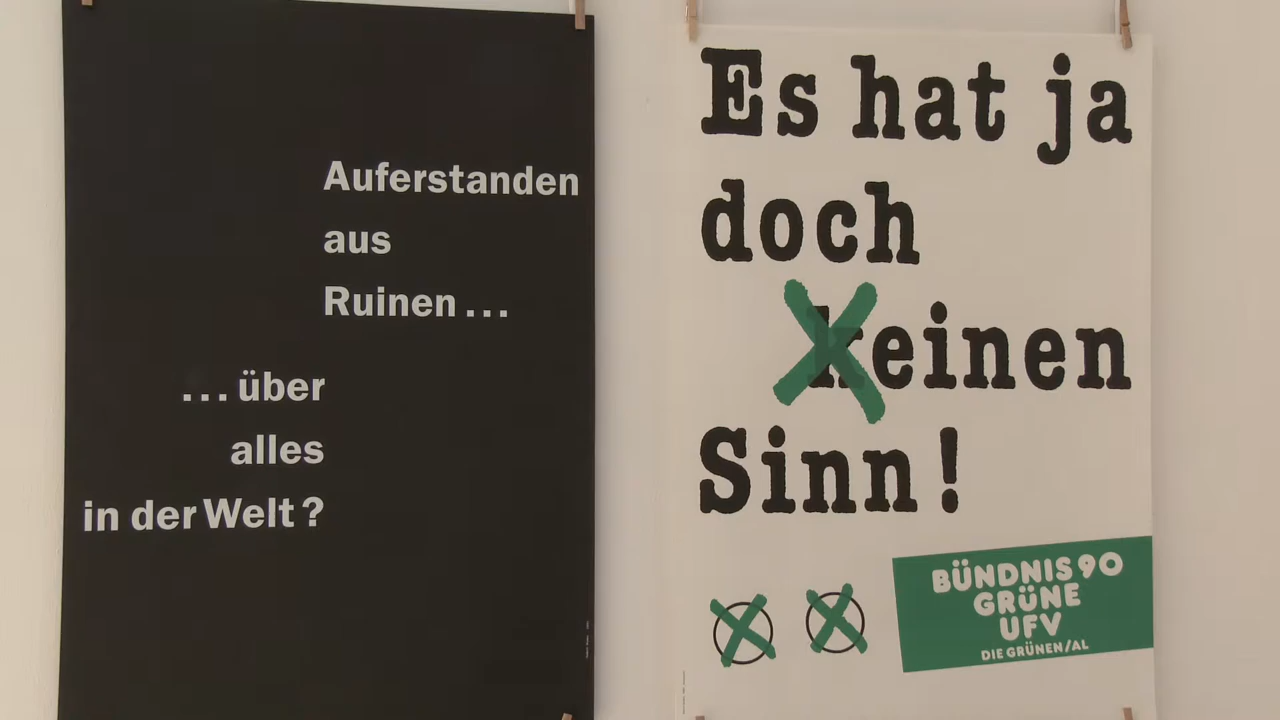 Auferstanden
aus
Ruinen ...
... über
alles
in der Welt ?
Es hat ja
doch
keinen
Sinn !
BÜNDNIS 90
GRÜNE
UFV
DIE GRÜNEN/AL